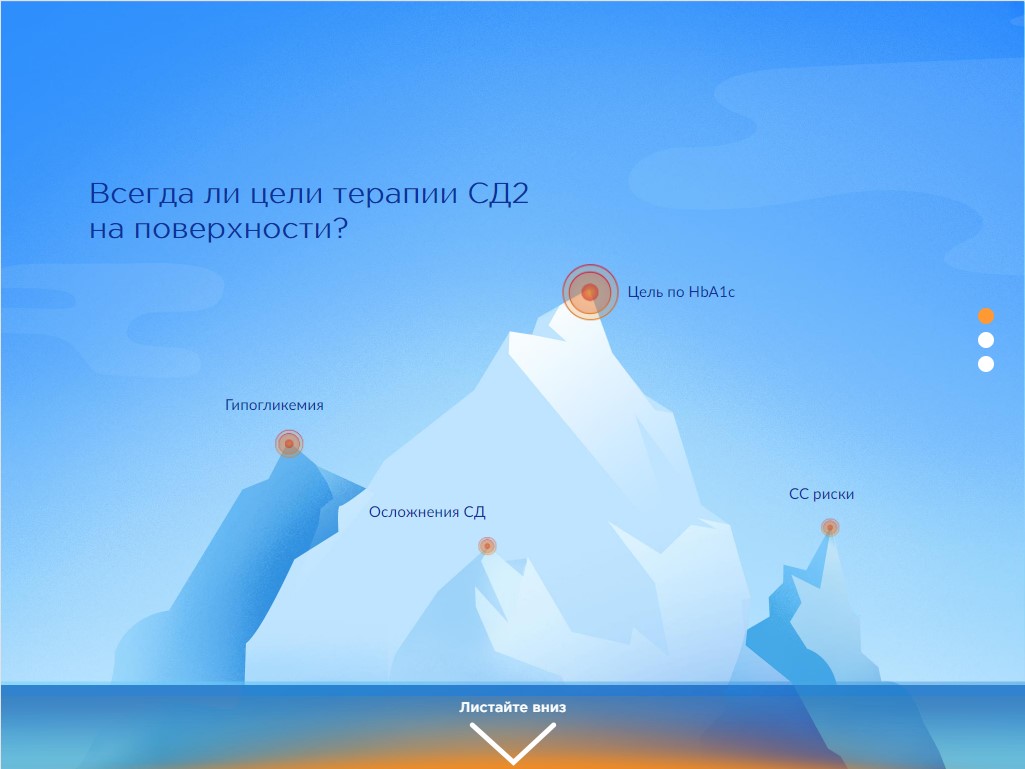 Всегда ли цели терапии СД2
на поверхности?
Цель по HbA1c
Гипогликемия
СС риски
Осложнения СД
Листайте вниз